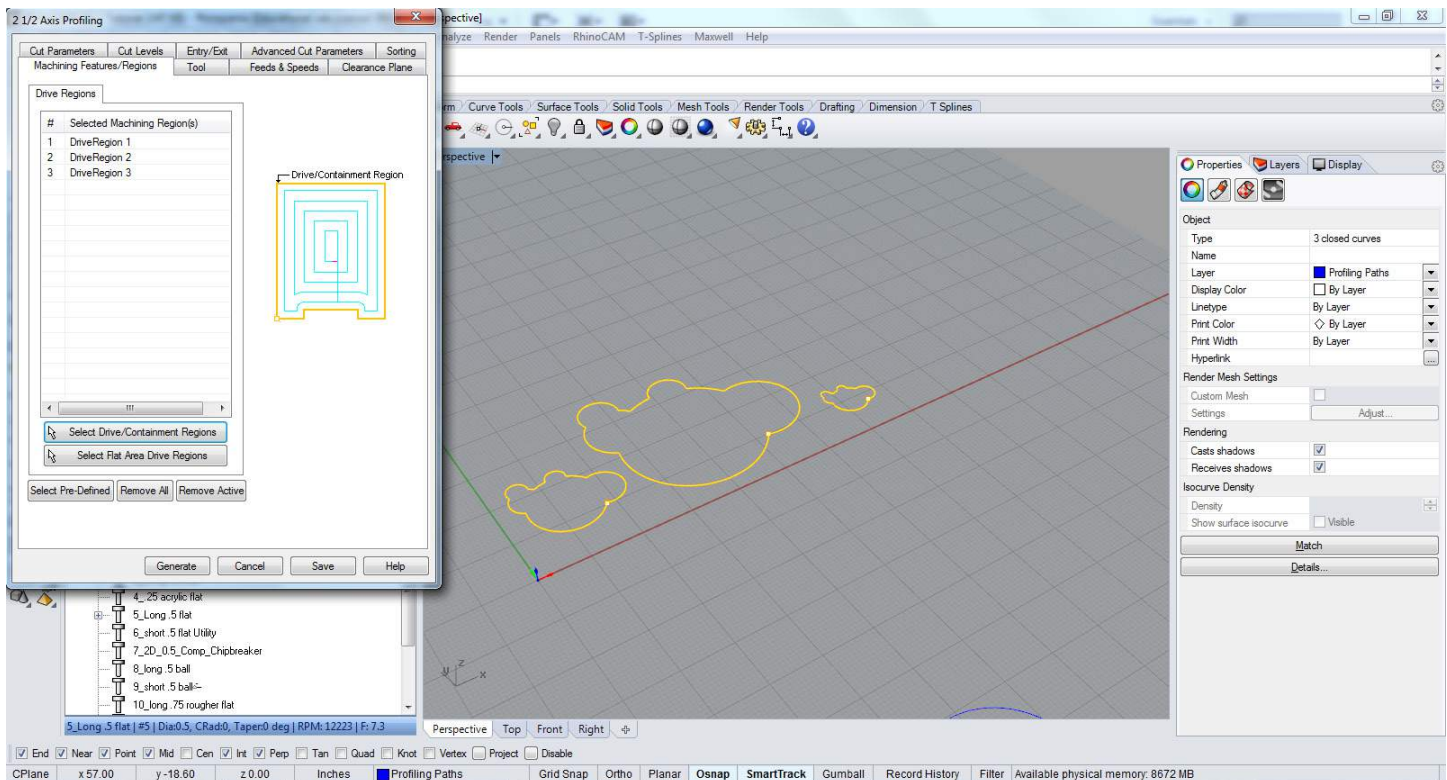 2 1/2 Axis Profiling
pective]
Cut Parameters Cut Levels Entry/Exit Advanced Cut Parameters Sorting
Machining Features/Regions Tool Feeds & Speeds Clearance Plane
Drive Regions
# Selected Machining Region(s)
1 DriveRegion 1
2 DriveRegion 2
3 DriveRegion 3
Drive/Containment Region
Select Drive/Containment Regions
Select Flat Area Drive Regions
Select Pre-Defined Remove All Remove Active
Generate Cancel Save Help
nalyze Render Panels RhinoCAM T-Splines Maxwell Help
rm Curve Tools Surface Tools Solid Tools Mesh Tools Render Tools Drafting Dimension T Splines
rspective
z
y x
4_.25 acrylic flat
5_Long .5 flat
6_short .5 flat Utility
7_2D_0.5_Comp_Chipbreaker
8_long .5 ball
9_short .5 ball
10_long .75 rougher flat
5_Long .5 flat | #5 | Dia:0.5, CRad:0, Taper:0 deg | RPM: 12223 | F: 7.3
Perspective Top Front Right
Properties Layers Display
Object
Type 3 closed curves
Name
Layer Profiling Paths
Display Color By Layer
Linetype By Layer
Print Color By Layer
Print Width By Layer
Hyperlink ...
Render Mesh Settings
Custom Mesh
Settings Adjust...
Rendering
Casts shadows
Receives shadows
Isocurve Density
Density
Show surface isocurve Visible
Match
Details...
End Near Point Mid Cen Int Perp Tan Quad Knot Vertex Project Disable
CPlane x 57.00 y -18.60 z 0.00 Inches Profiling Paths Grid Snap Ortho Planar Osnap SmartTrack Gumball Record History Filter Available physical memory: 8672 MB